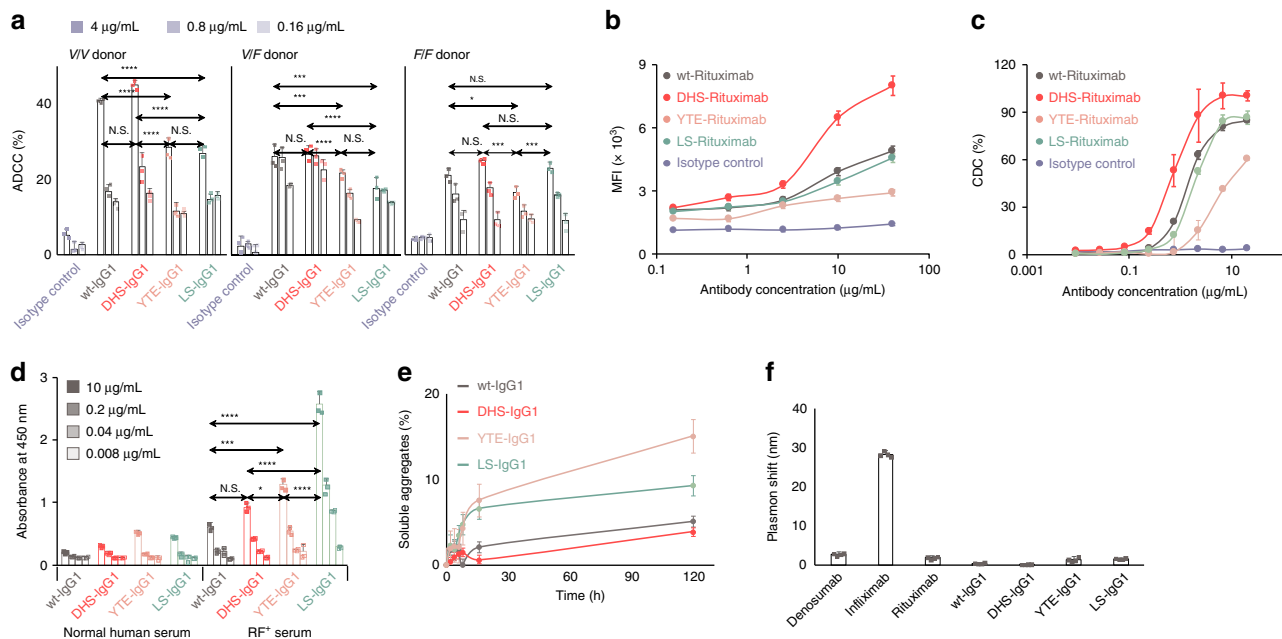 a
4 μg/mL 0.8 μg/mL 0.16 μg/mL
V/V donor V/F donor F/F donor
ADCC (%)
40
20
0
**** **** **** N.S. **** N.S.
*** *** **** N.S. **** N.S.
N.S. * N.S. N.S. *** ***
Isotype control wt-IgG1 DHS-IgG1 YTE-IgG1 LS-IgG1
Isotype control wt-IgG1 DHS-IgG1 YTE-IgG1 LS-IgG1
Isotype control wt-IgG1 DHS-IgG1 YTE-IgG1 LS-IgG1
b
wt-Rituximab
DHS-Rituximab
YTE-Rituximab
LS-Rituximab
Isotype control
MFI (× 10³)
9
6
3
0
0.1 1 10 100
Antibody concentration (μg/mL)
c
wt-Rituximab
DHS-Rituximab
YTE-Rituximab
LS-Rituximab
Isotype control
CDC (%)
120
90
60
30
0
0.001 0.1 10
Antibody concentration (μg/mL)
d
10 μg/mL
0.2 μg/mL
0.04 μg/mL
0.008 μg/mL
Absorbance at 450 nm
3
2
1
0
****
***
****
N.S. * ****
wt-IgG1 DHS-IgG1 YTE-IgG1 LS-IgG1 wt-IgG1 DHS-IgG1 YTE-IgG1 LS-IgG1
Normal human serum RF⁺ serum
e
wt-IgG1
DHS-IgG1
YTE-IgG1
LS-IgG1
Soluble aggregates (%)
20
10
0
0 30 60 90 120
Time (h)
f
Plasmon shift (nm)
40
30
20
10
0
Denosumab Infliximab Rituximab wt-IgG1 DHS-IgG1 YTE-IgG1 LS-IgG1